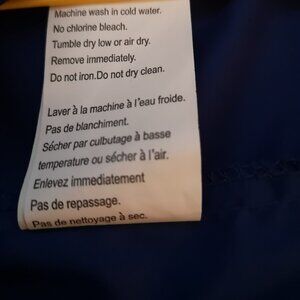 Machine wash in cold water.
No chlorine bleach.
Tumble dry low or air dry.
Remove immediately.
Do not iron.Do not dry clean.
Laver à la machine à l'eau froide.
Pas de blanchiment.
Sécher par culbutage à basse
temperature ou sécher à l'air.
Enlevez immediatement
Pas de repassage.
Pas de nettoyage à sec.